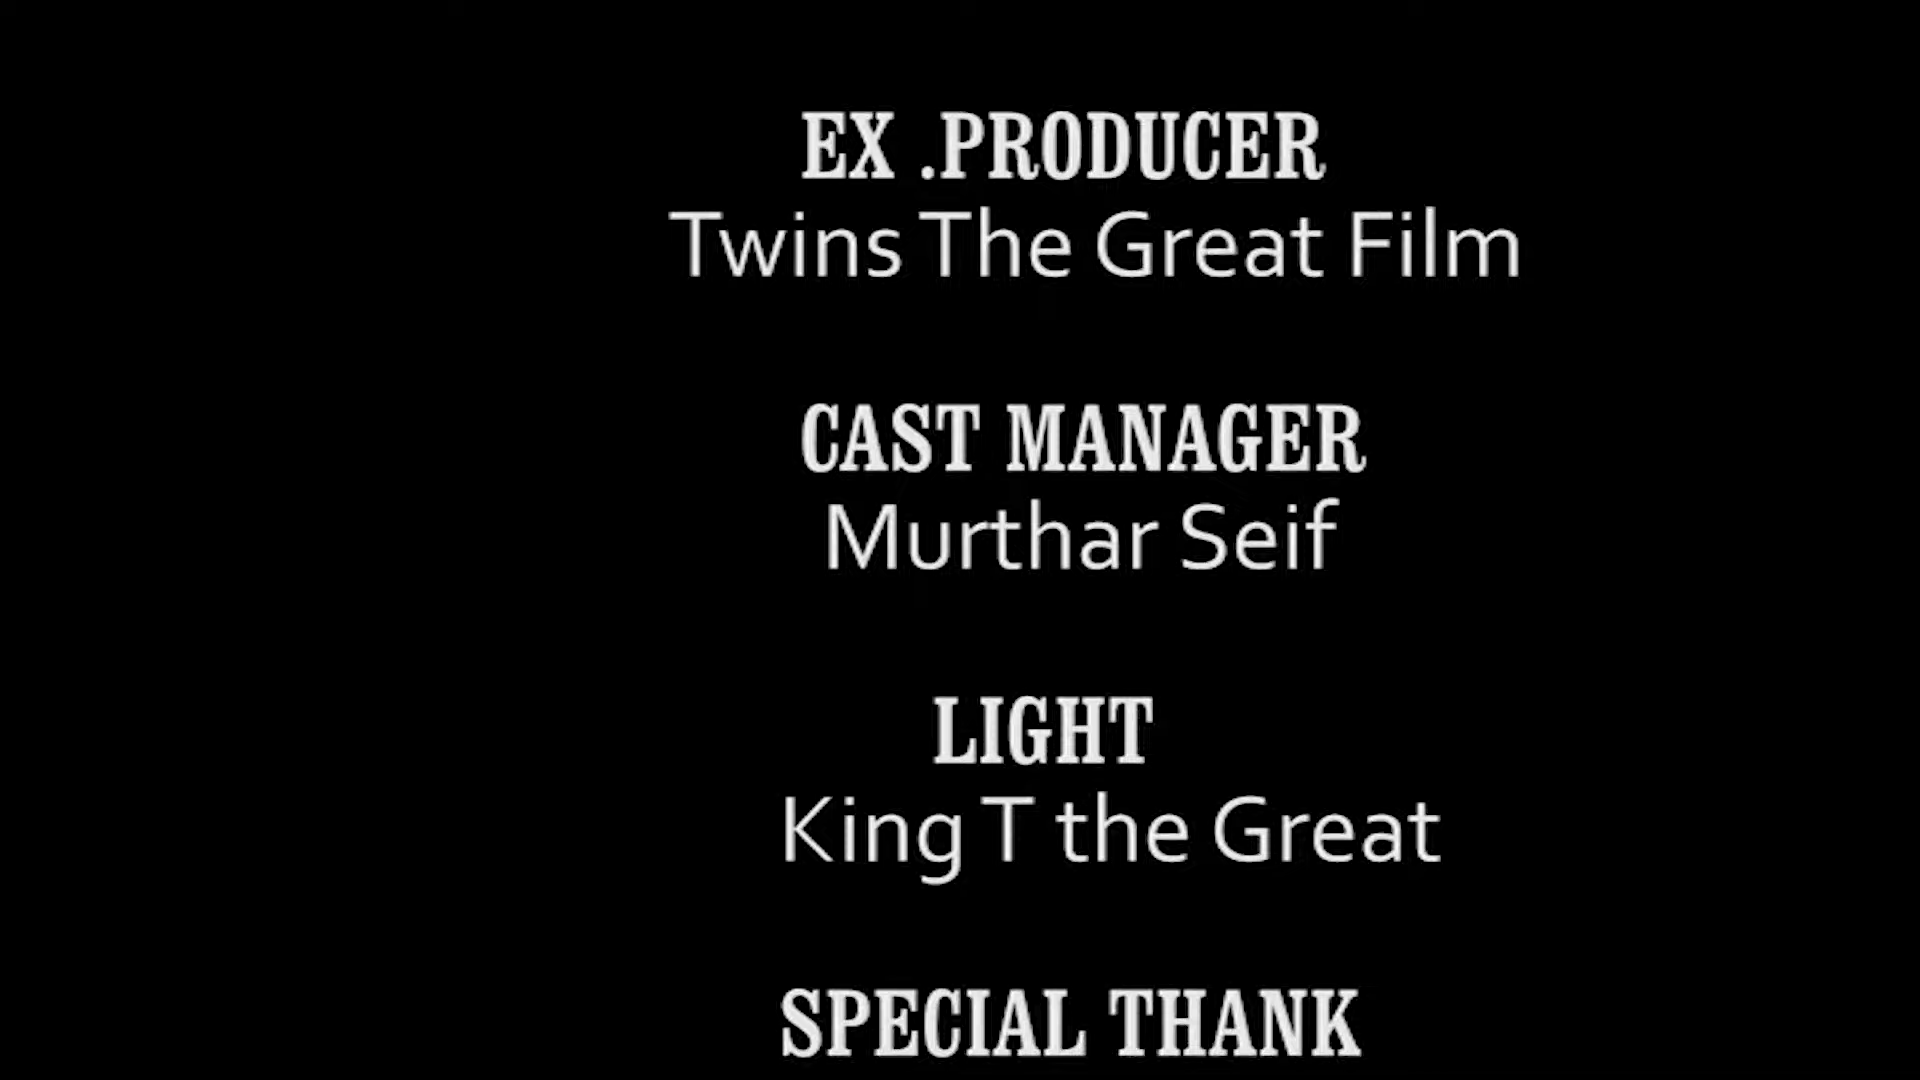 EX .PRODUCER
Twins The Great Film
CAST MANAGER
Murthar Seif
LIGHT
King T the Great
SPECIAL THANK